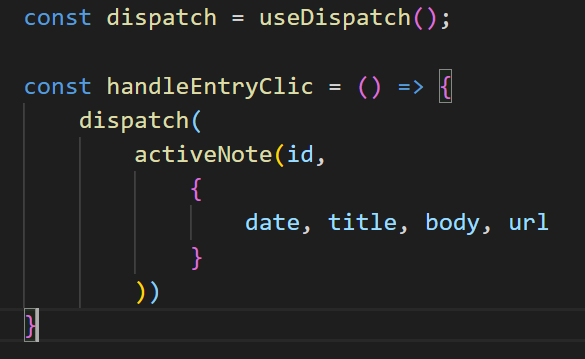 const dispatch = useDispatch();
const handleEntryClic = () => {
dispatch(
activeNote(id,
{
date, title, body, url
}
))
}